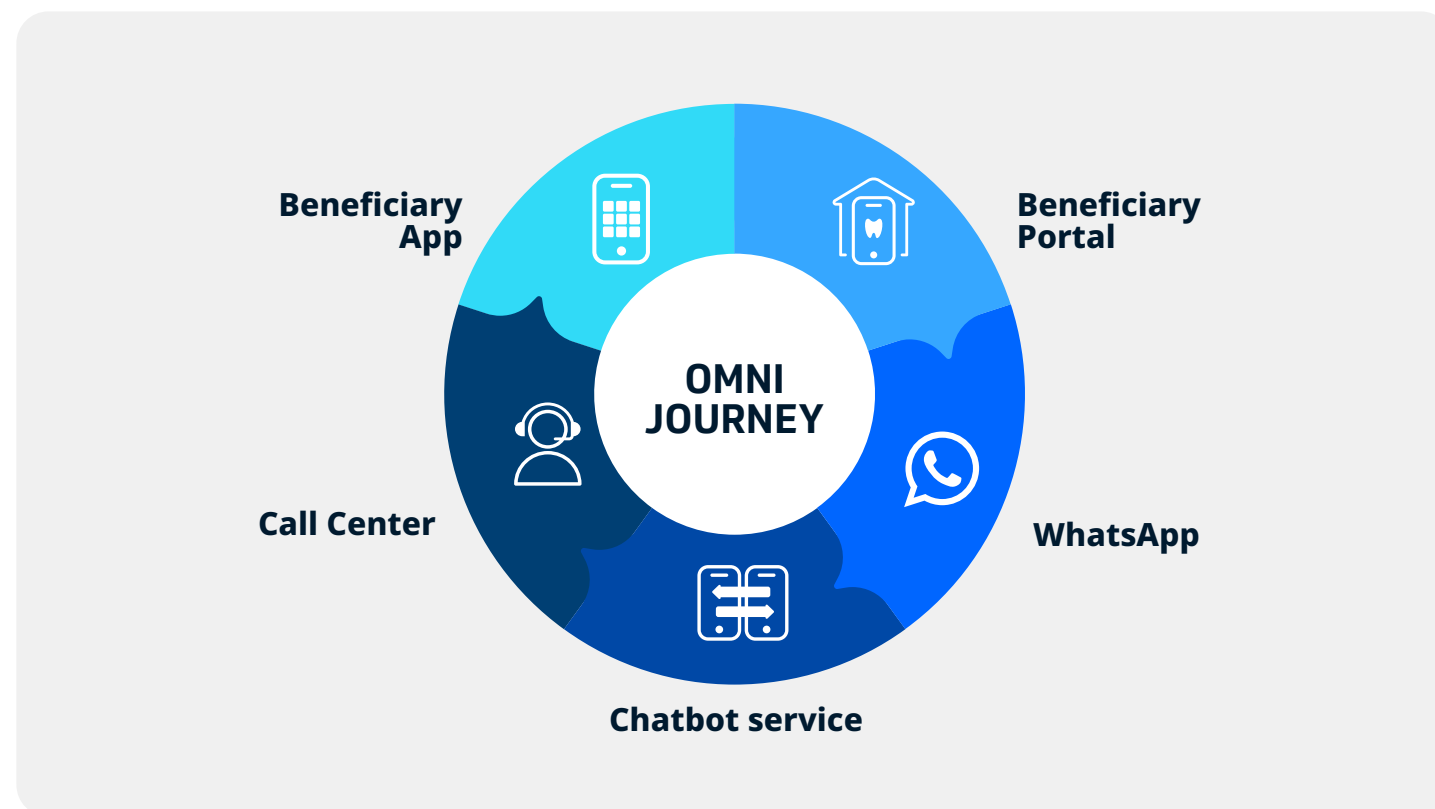 Beneficiary
App
Beneficiary
Portal
OMNI
JOURNEY
Call Center
WhatsApp
Chatbot service